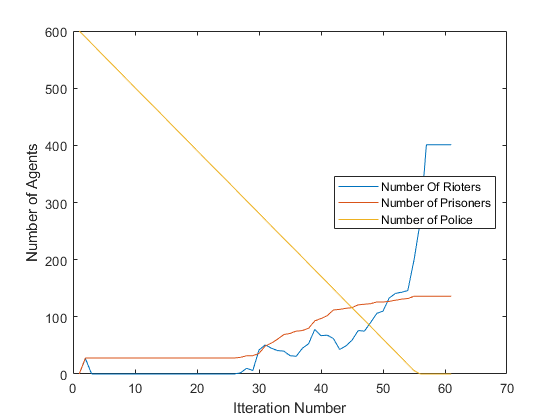 600
500
400
300
200
100
0
Number of Agents
Number Of Rioters
Number of Prisoners
Number of Police
0 10 20 30 40 50 60 70
Itteration Number